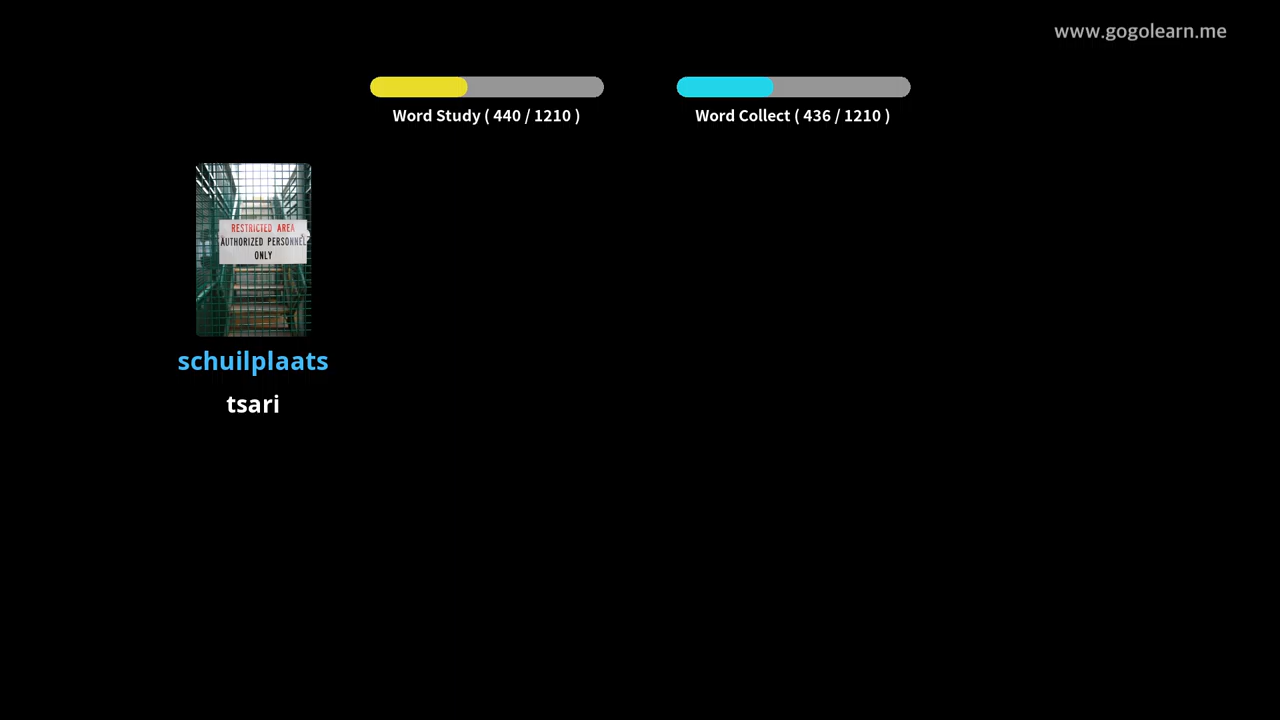 www.gogolearn.me
Word Study ( 440 / 1210 )
Word Collect ( 436 / 1210 )
RESTRICTED AREA
AUTHORIZED PERSONNEL
ONLY
schuilplaats
tsari